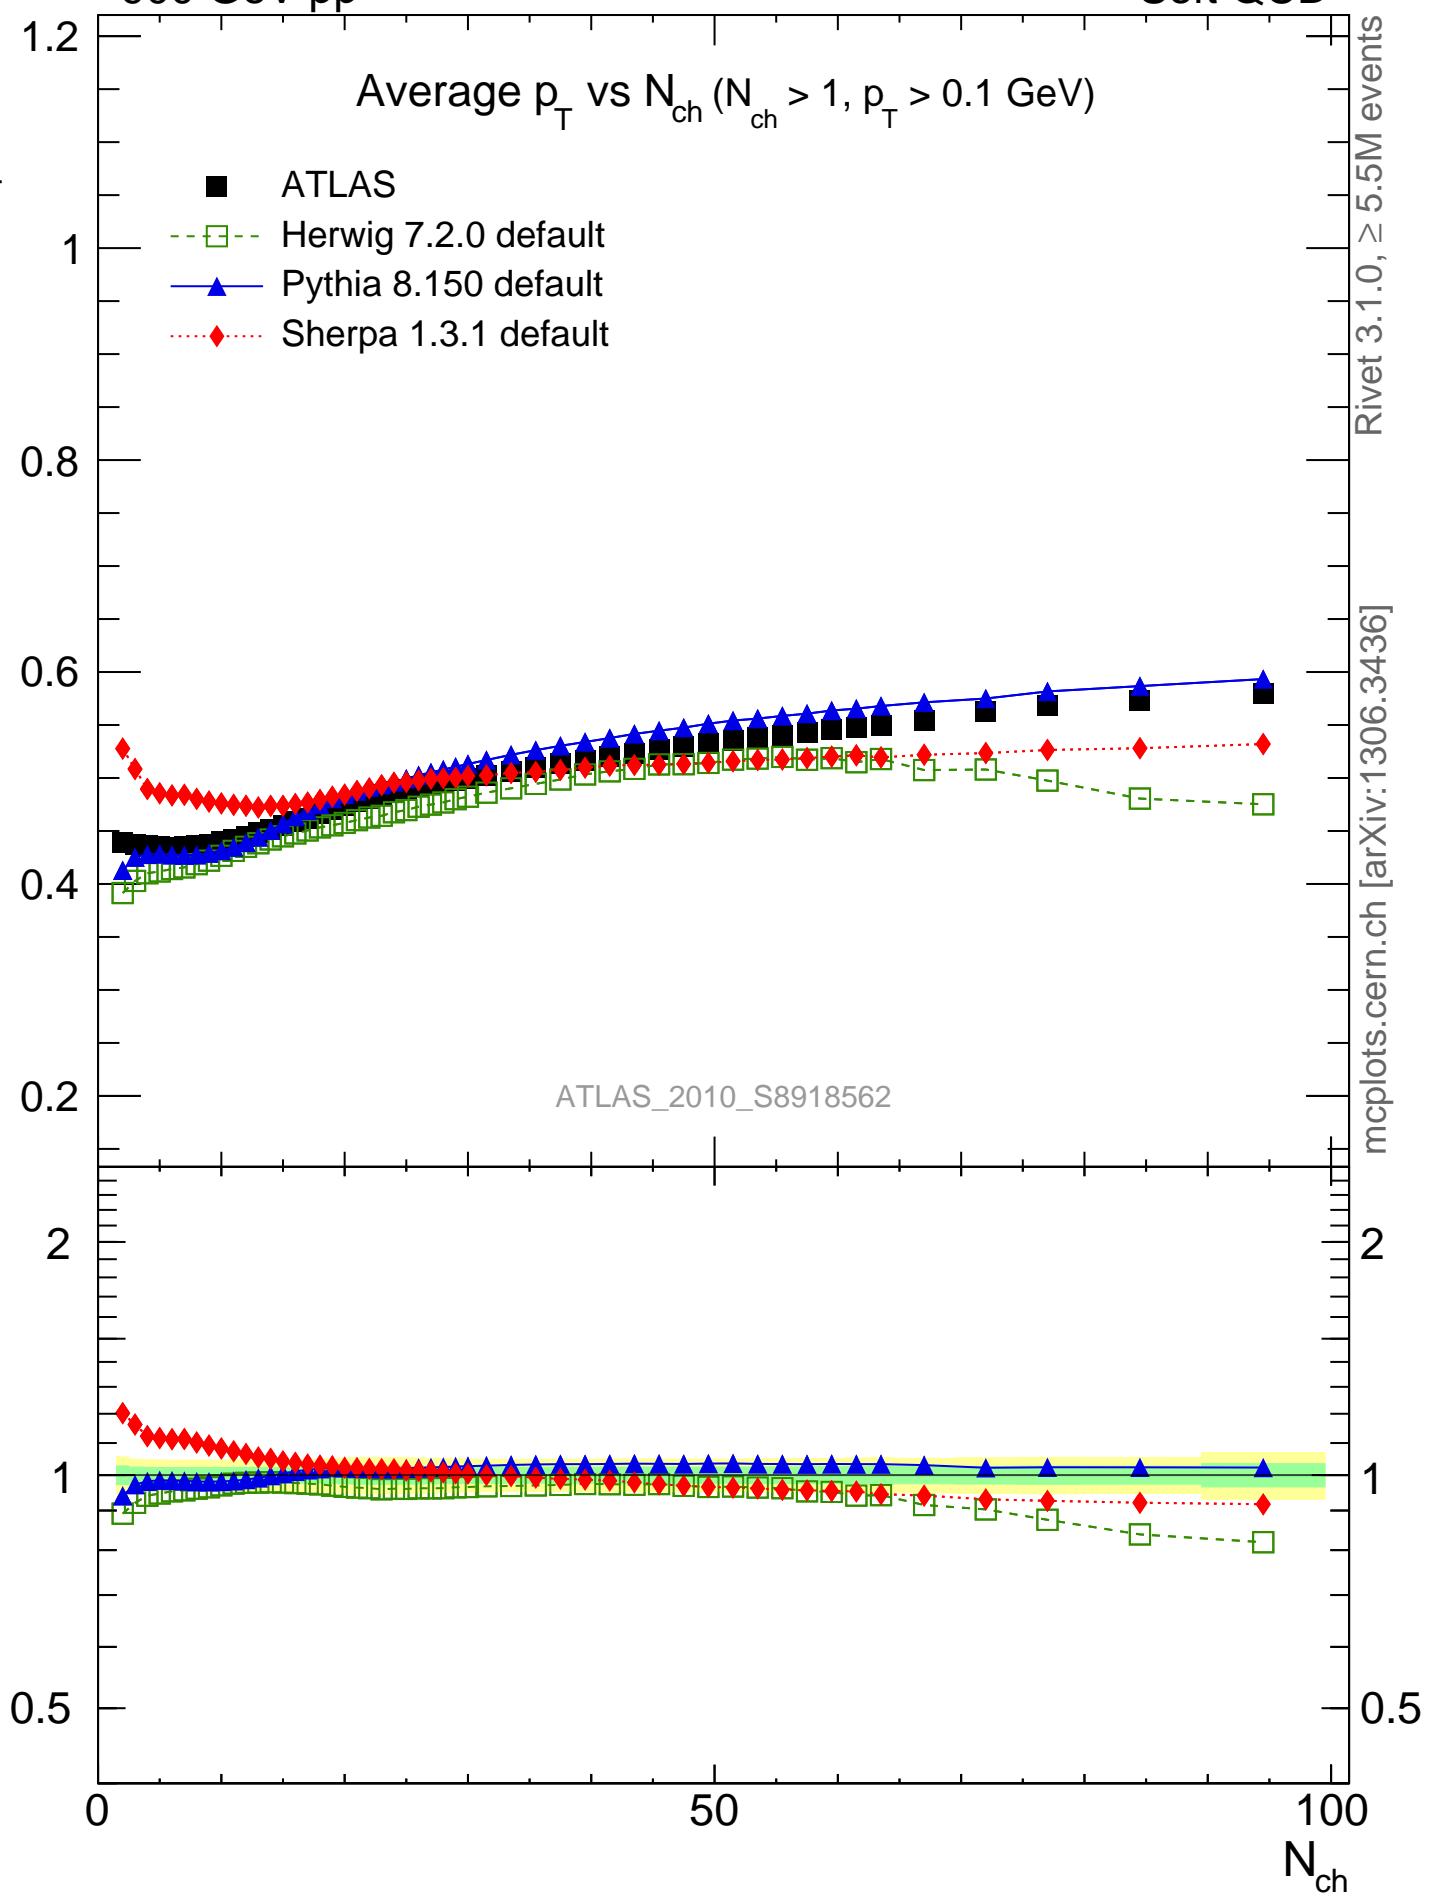 Average p_T vs N_ch (N_ch > 1, p_T > 0.1 GeV)
ATLAS
Herwig 7.2.0 default
Pythia 8.150 default
Sherpa 1.3.1 default
1.2
1
0.8
0.6
0.4
0.2
ATLAS_2010_S8918562
Rivet 3.1.0, ≥ 5.5M events
mcplots.cern.ch [arXiv:1306.3436]
2
1
0.5
2
1
0.5
0
50
100
N_ch